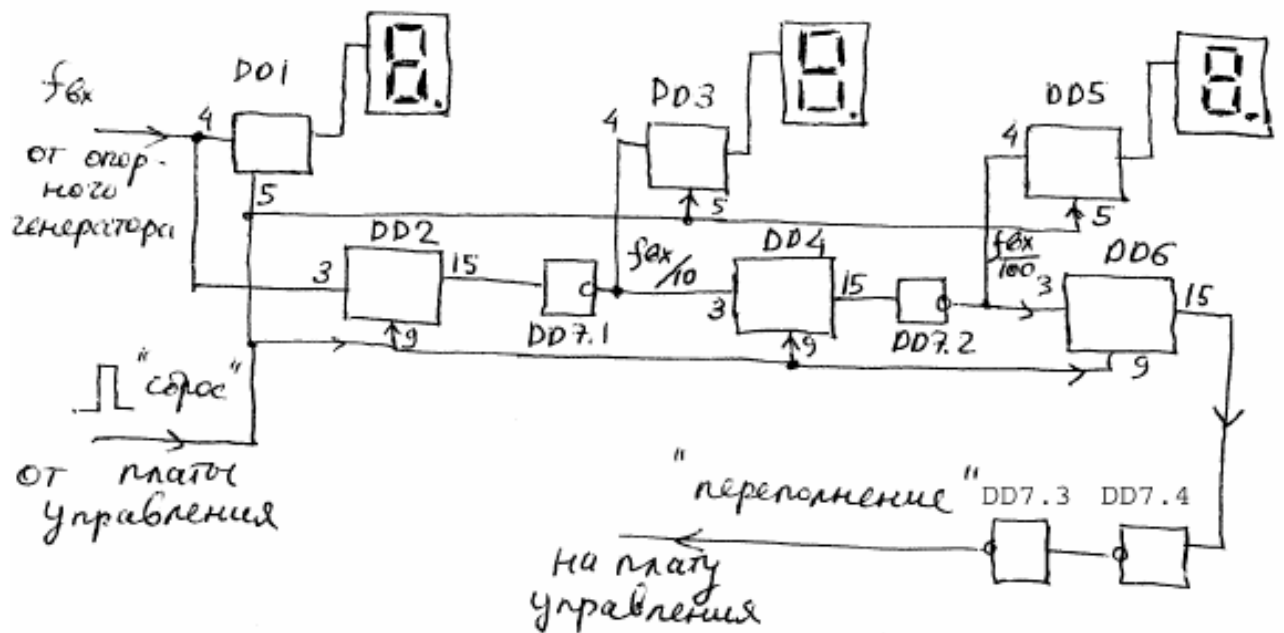 DD1
fвх
4
от опор-
ного
генератора
5
DD3
4
5
DD5
4
5
DD2
3
15
9
DD7.1
fвх/10
DD4
3
15
9
DD7.2
fвх
100
DD6
3
15
9
"сброс"
от платы
управления
"переполнение"
DD7.3 DD7.4
на плату
управления